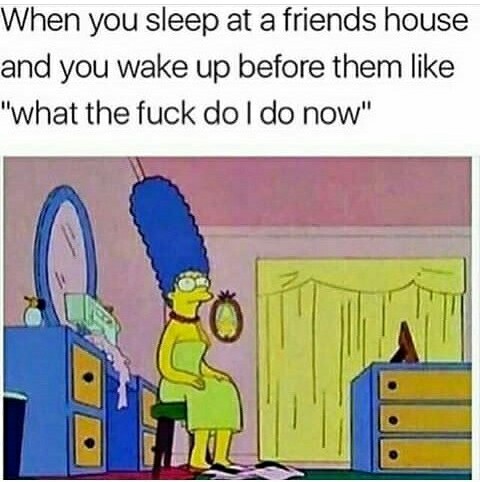 When you sleep at a friends house
and you wake up before them like
"what the fuck do I do now"